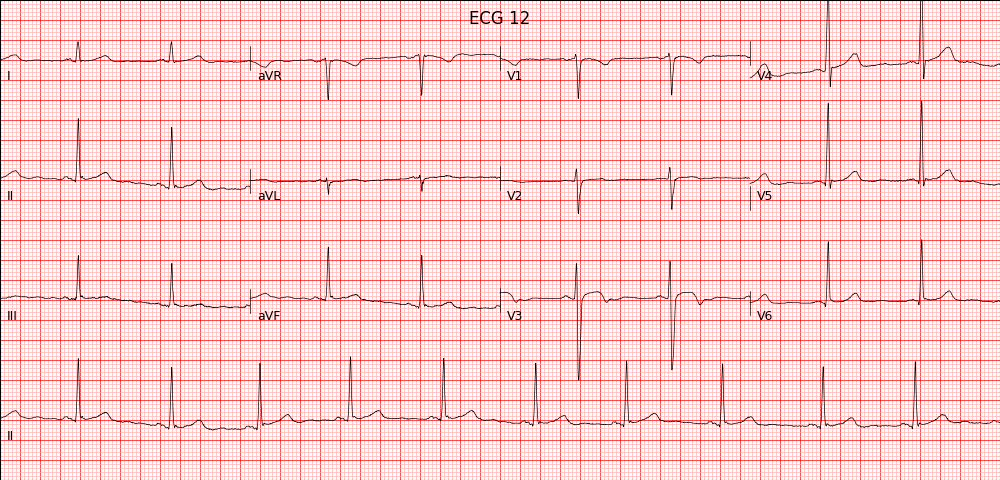 ECG 12
I aVR V1 V4
II aVL V2 V5
III aVF V3 V6
II